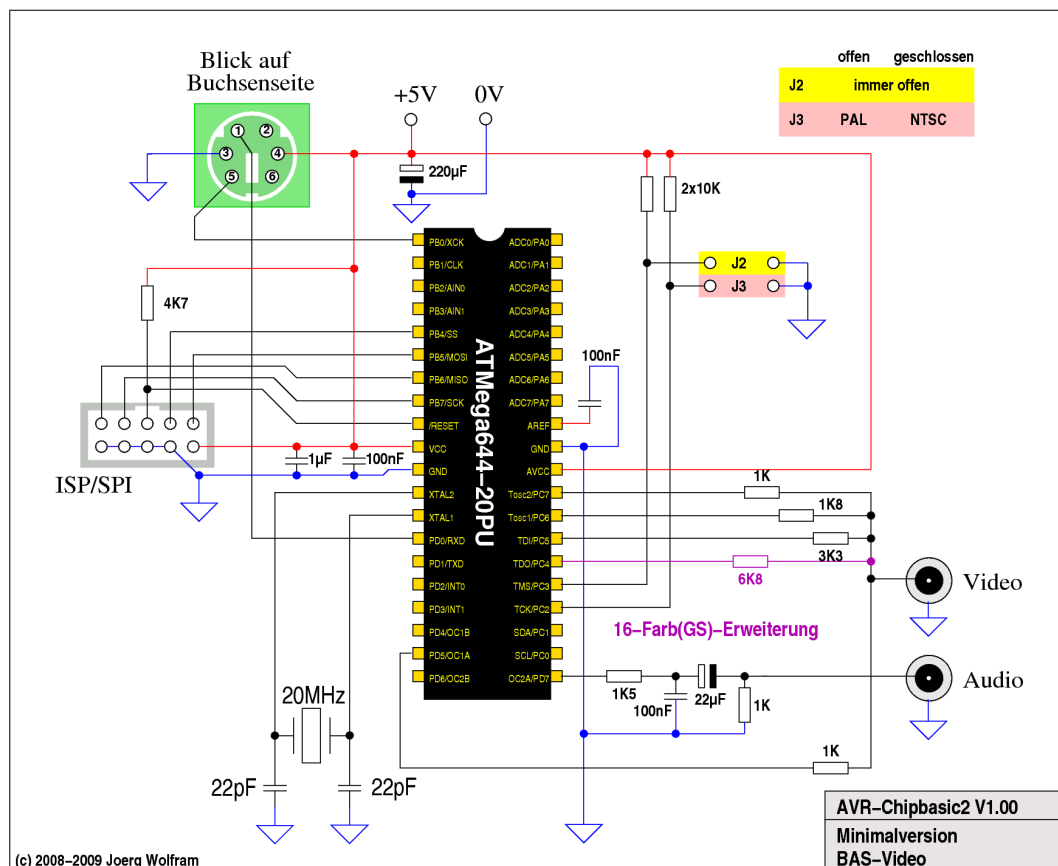 Blick auf
Buchsenseite
1
2
3
4
5
6
+5V
0V
220µF
offen geschlossen
J2 immer offen
J3 PAL NTSC
2x10K
J2
J3
4K7
ISP/SPI
1µF
100nF
100nF
ATMega644-20PU
PB0/XCK
PB1/CLK
PB2/AIN0
PB3/AIN1
PB4/SS
PB5/MOSI
PB6/MISO
PB7/SCK
/RESET
VCC
GND
XTAL2
XTAL1
PD0/RXD
PD1/TXD
PD2/INT0
PD3/INT1
PD4/OC1B
PD5/OC1A
PD6/OC2B
ADC0/PA0
ADC1/PA1
ADC2/PA2
ADC3/PA3
ADC4/PA4
ADC5/PA5
ADC6/PA6
ADC7/PA7
AREF
GND
AVCC
Tosc2/PC7
Tosc1/PC6
TDI/PC5
TDO/PC4
TMS/PC3
TCK/PC2
SDA/PC1
SCL/PC0
OC2A/PD7
1K
1K8
3K3
6K8
Video
16-Farb(GS)-Erweiterung
1K5
100nF
22µF
1K
Audio
1K
20MHz
22pF
22pF
AVR-Chipbasic2 V1.00
Minimalversion
BAS-Video
(c) 2008-2009 Joerg Wolfram